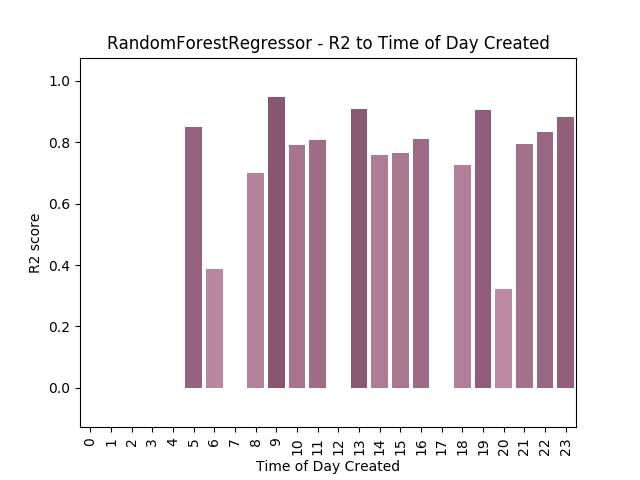 RandomForestRegressor - R2 to Time of Day Created
1.0
0.8
0.6
0.4
0.2
0.0
R2 score
0 1 2 3 4 5 6 7 8 9 10 11 12 13 14 15 16 17 18 19 20 21 22 23
Time of Day Created